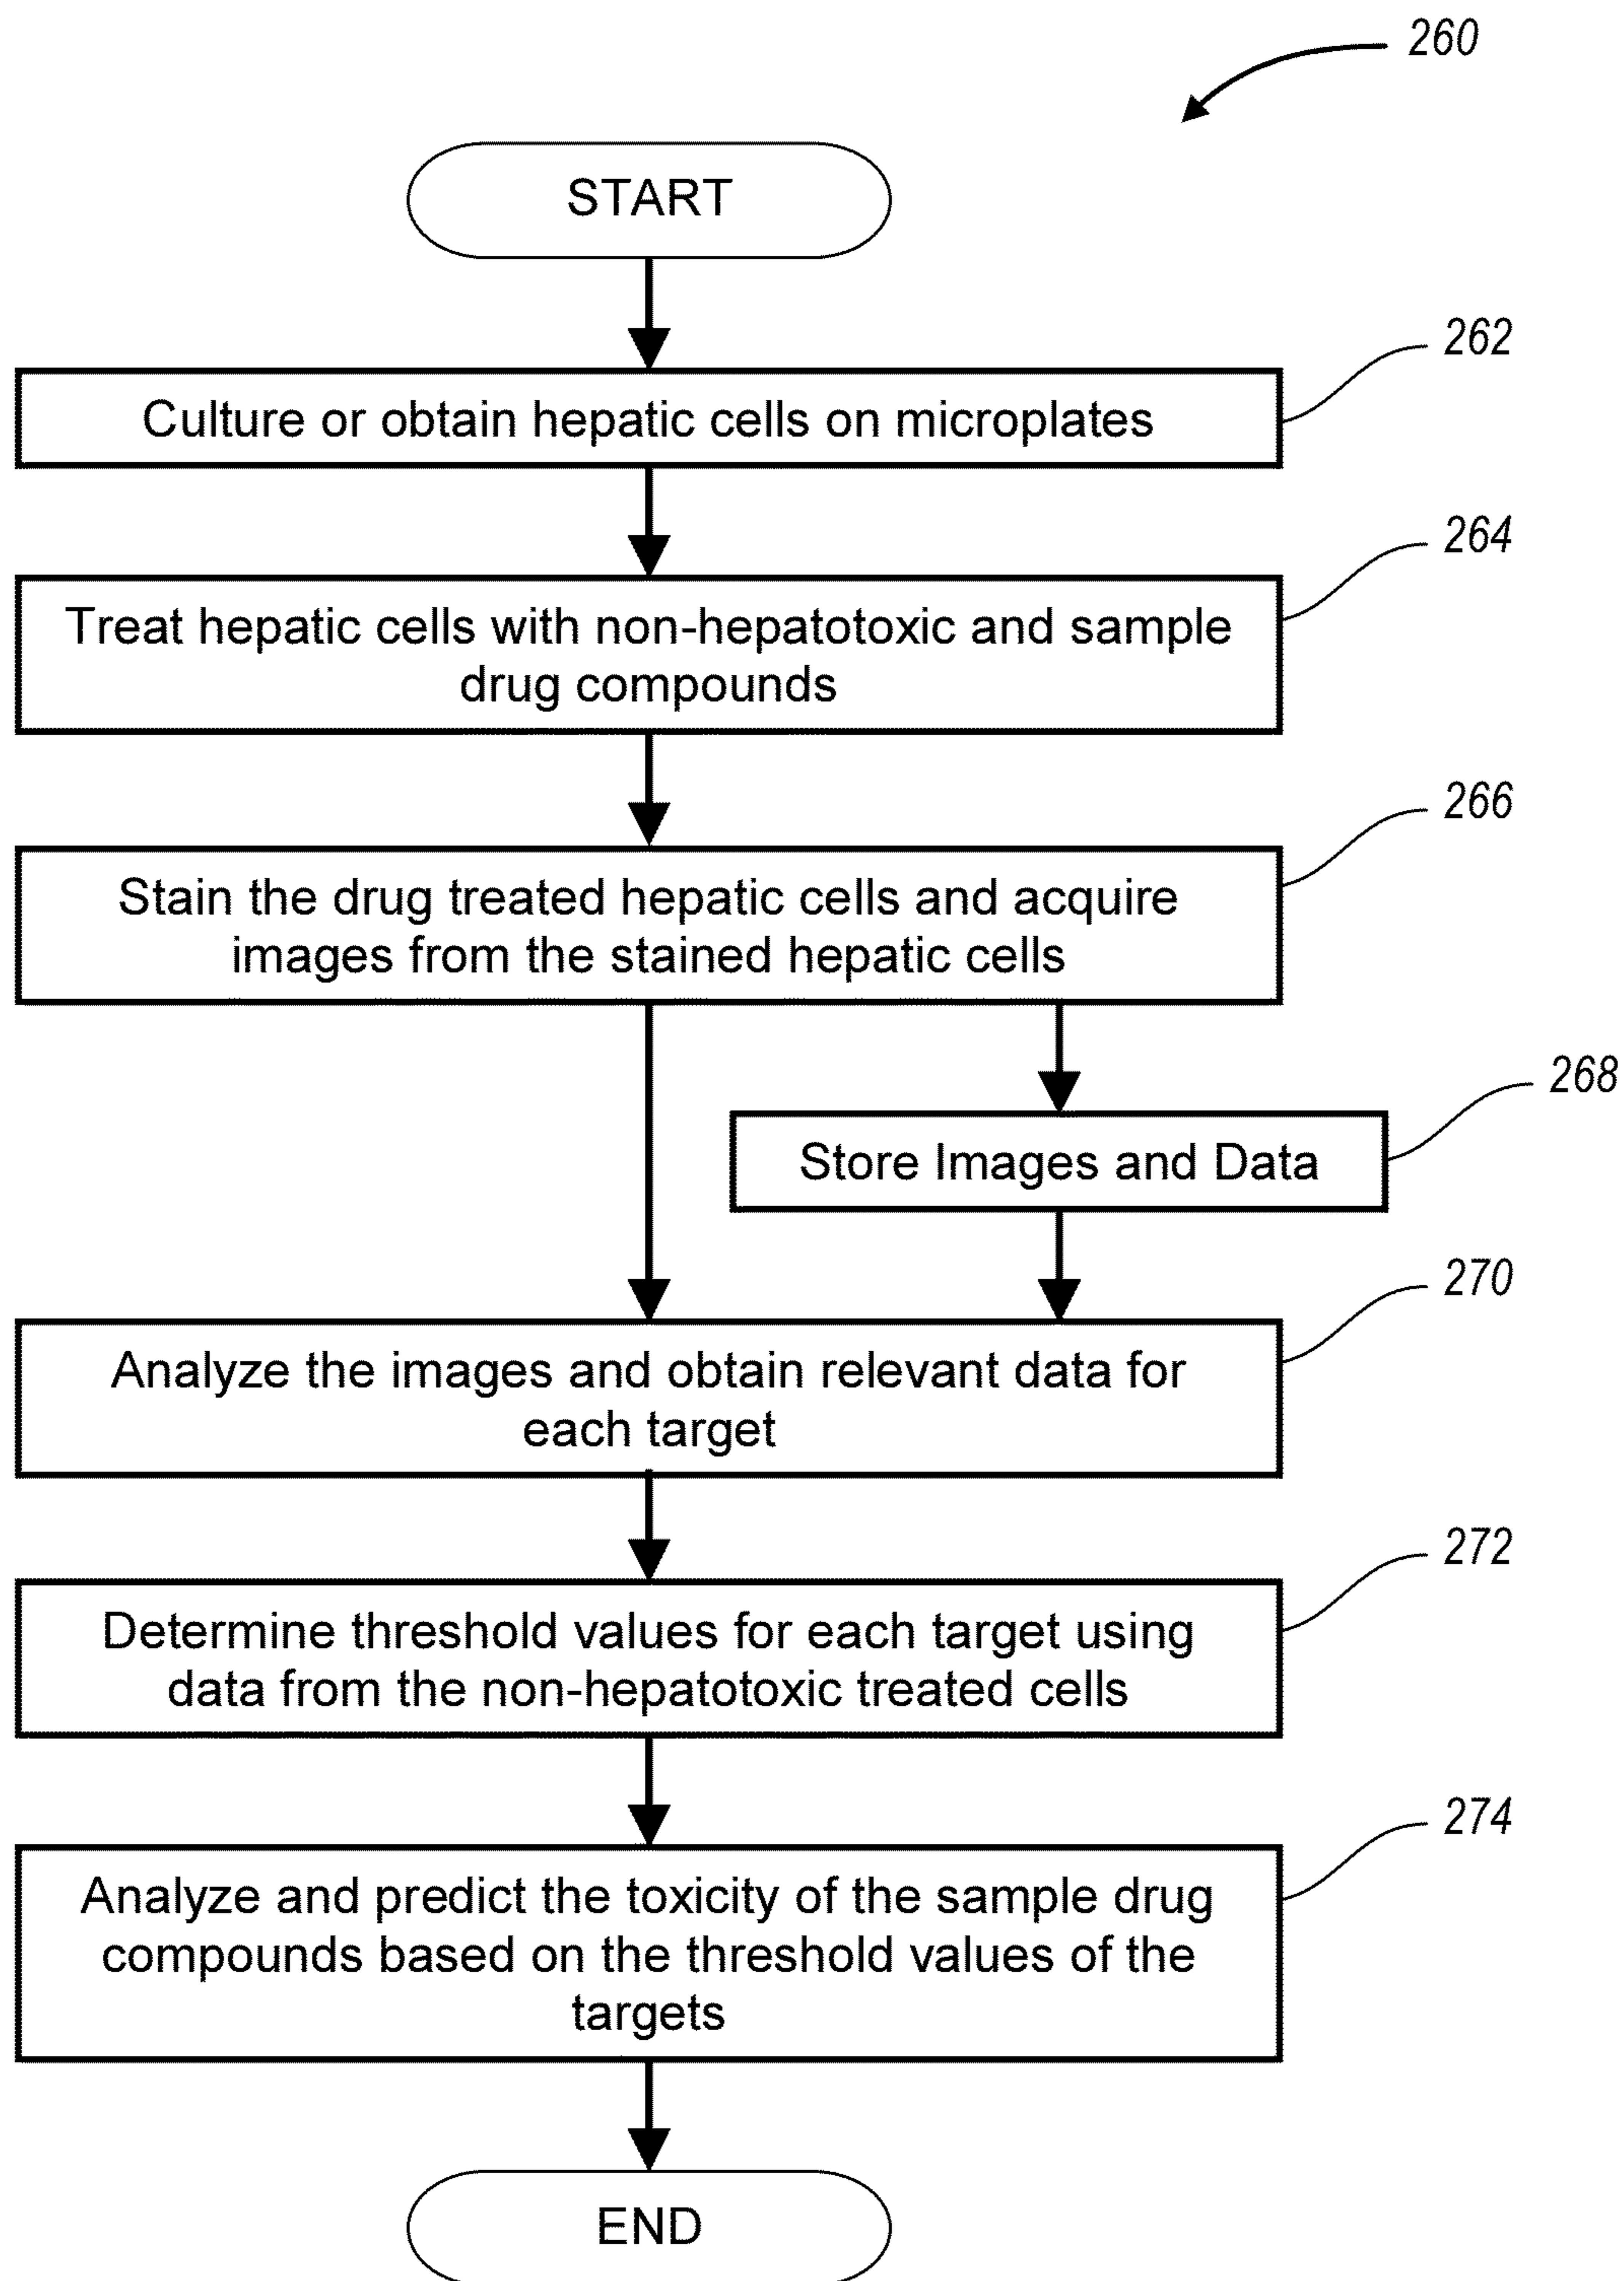 260
START
262
Culture or obtain hepatic cells on microplates
264
Treat hepatic cells with non-hepatotoxic and sample
drug compounds
266
Stain the drug treated hepatic cells and acquire
images from the stained hepatic cells
268
Store Images and Data
270
Analyze the images and obtain relevant data for
each target
272
Determine threshold values for each target using
data from the non-hepatotoxic treated cells
274
Analyze and predict the toxicity of the sample drug
compounds based on the threshold values of the
targets
END